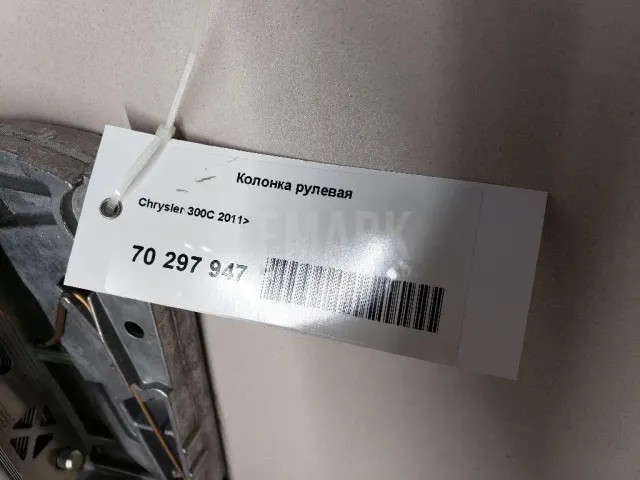 Колонка рулевая
Chrysler 300C 2011>
70 297 947